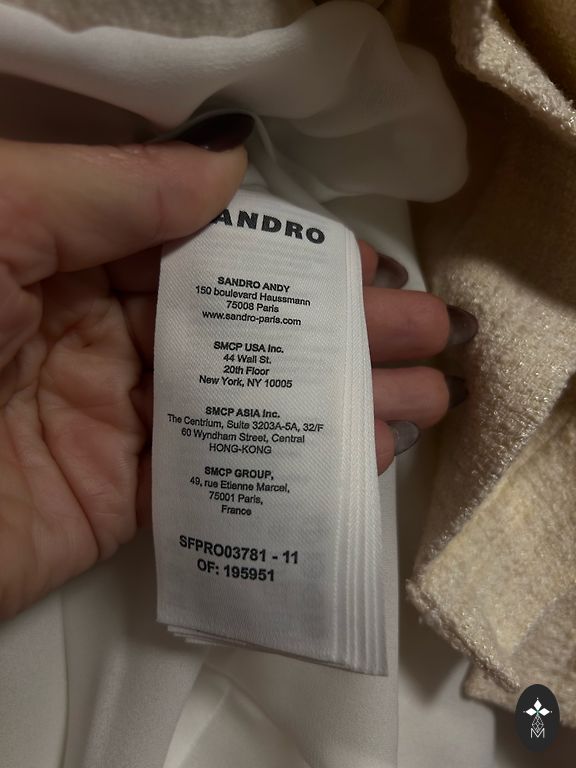 ANDRO
SANDRO ANDY
150 boulevard Haussmann
75008 Paris
www.sandro-paris.com
SMCP USA Inc.
44 Wall St.
20th Floor
New York, NY 10005
SMCP ASIA Inc.
The Centrium, Suite 3203A-5A, 32/F
60 Wyndham Street, Central
HONG-KONG
SMCP GROUP,
49, rue Etienne Marcel,
75001 Paris,
France
SFPRO03781 - 11
OF: 195951
M